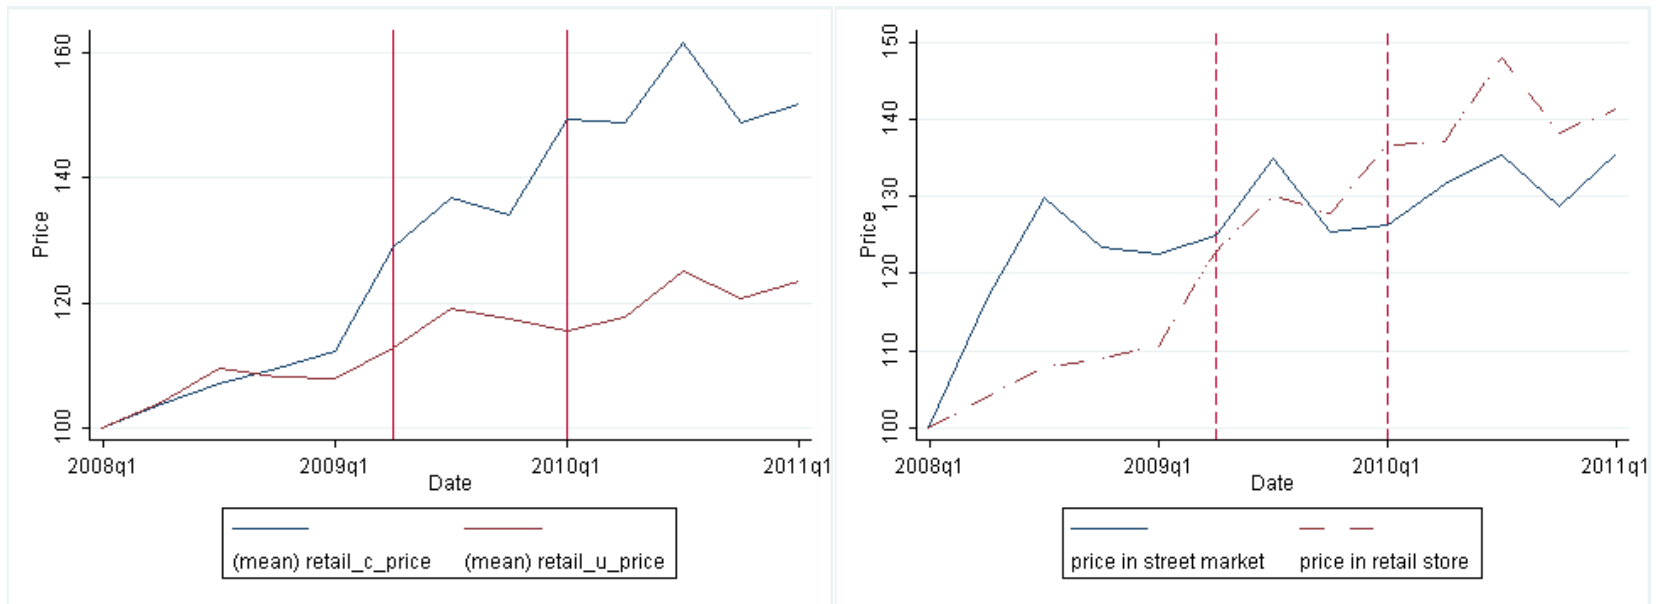 160
140
120
100
Price
2008q1 2009q1 2010q1 2011q1
Date
(mean) retail_c_price (mean) retail_u_price
150
140
130
120
110
100
Price
2008q1 2009q1 2010q1 2011q1
Date
price in street market price in retail store